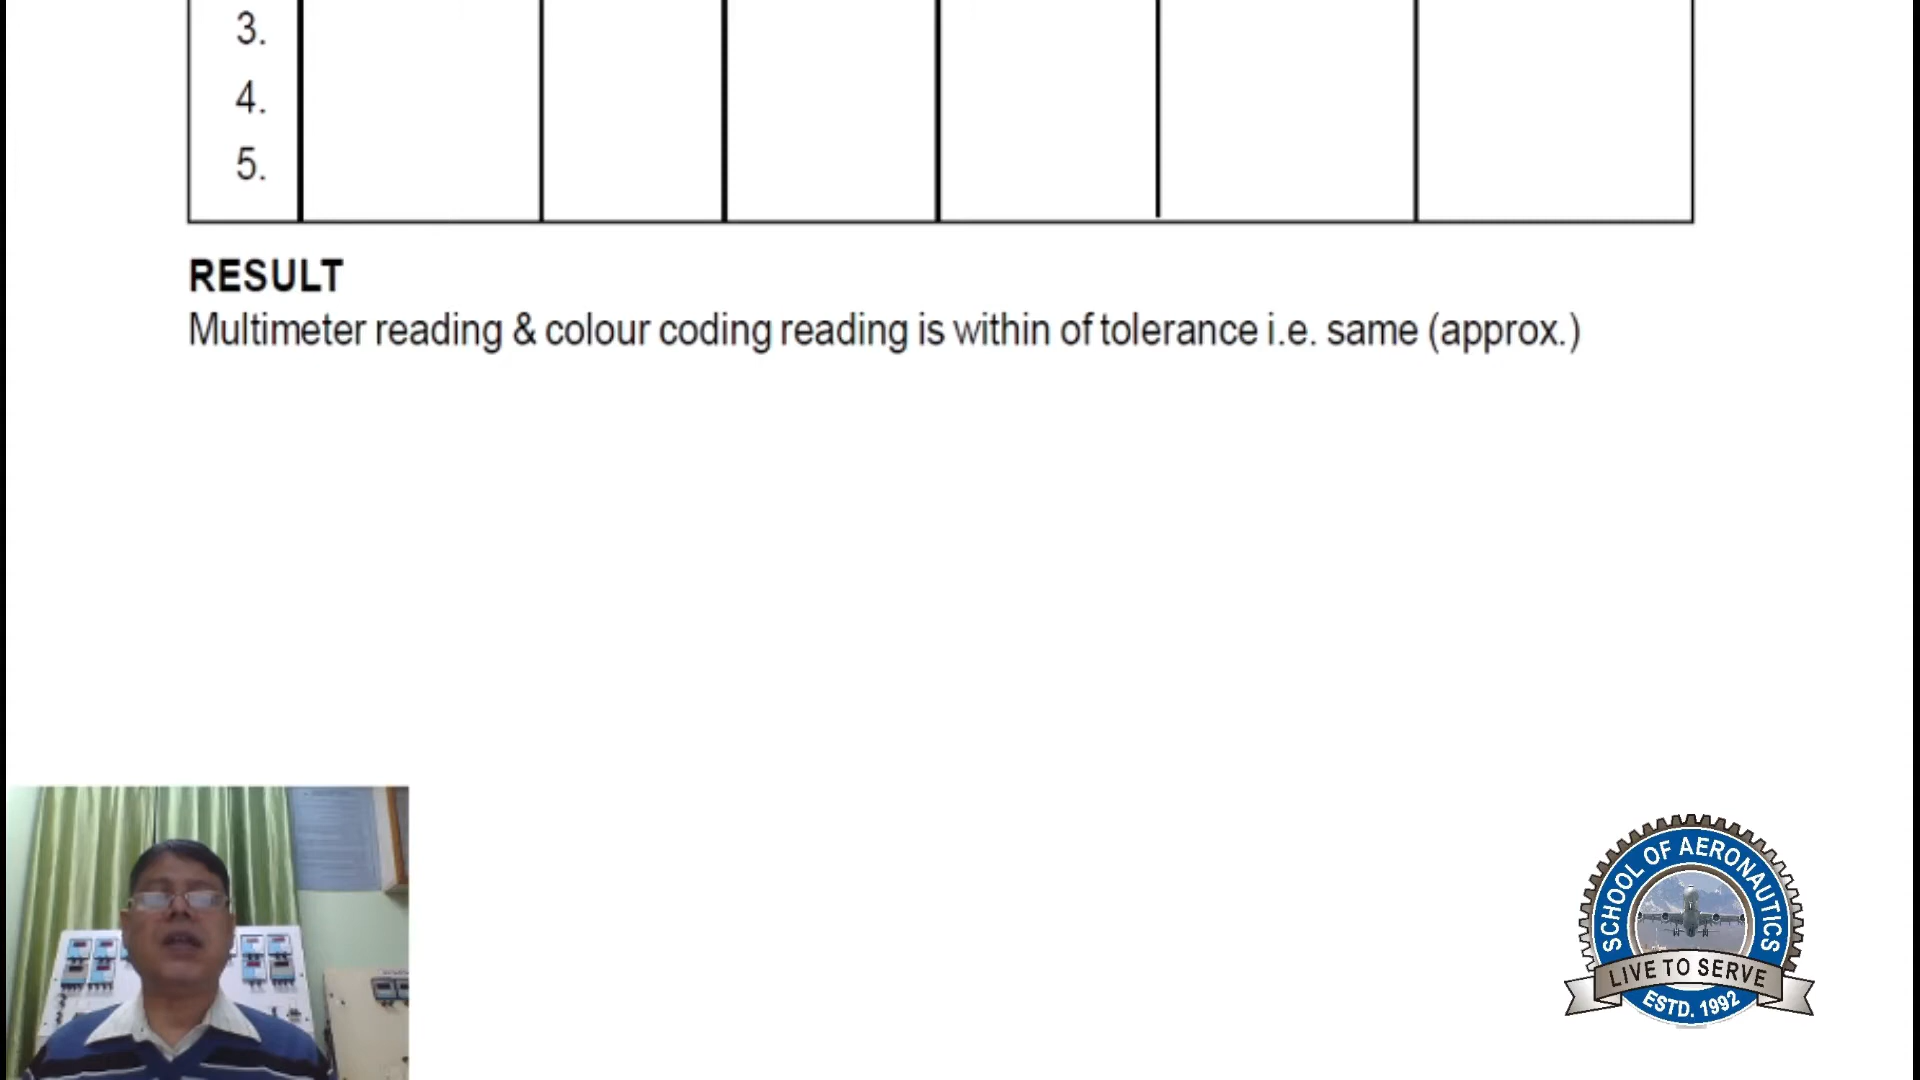 3.
4.
5.
RESULT
Multimeter reading & colour coding reading is within of tolerance i.e. same (approx.)
SCHOOL OF AERONAUTICS
LIVE TO SERVE
ESTD. 1992